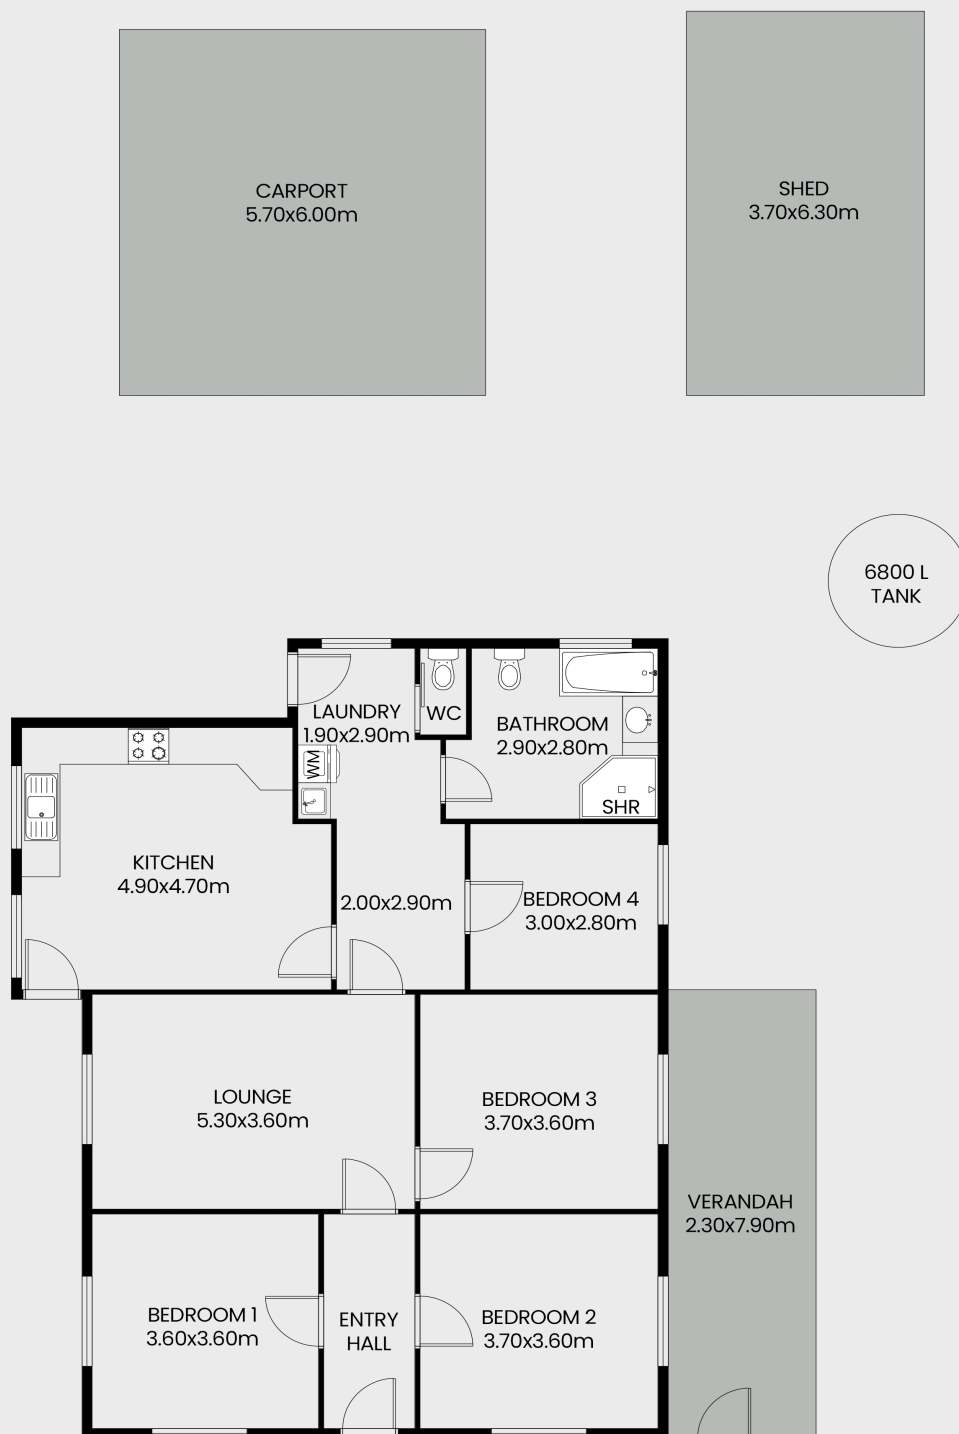 CARPORT
5.70x6.00m
SHED
3.70x6.30m
6800 L
TANK
LAUNDRY
1.90x2.90m
WC
BATHROOM
2.90x2.80m
WM
SHR
KITCHEN
4.90x4.70m
2.00x2.90m
BEDROOM 4
3.00x2.80m
LOUNGE
5.30x3.60m
BEDROOM 3
3.70x3.60m
VERANDAH
2.30x7.90m
BEDROOM 1
3.60x3.60m
ENTRY
HALL
BEDROOM 2
3.70x3.60m